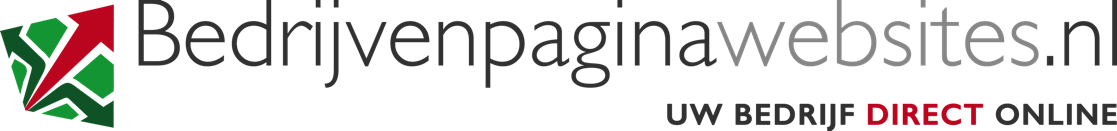 Bedrijvenpaginawebsites.nl
UW BEDRIJF DIRECT ONLINE